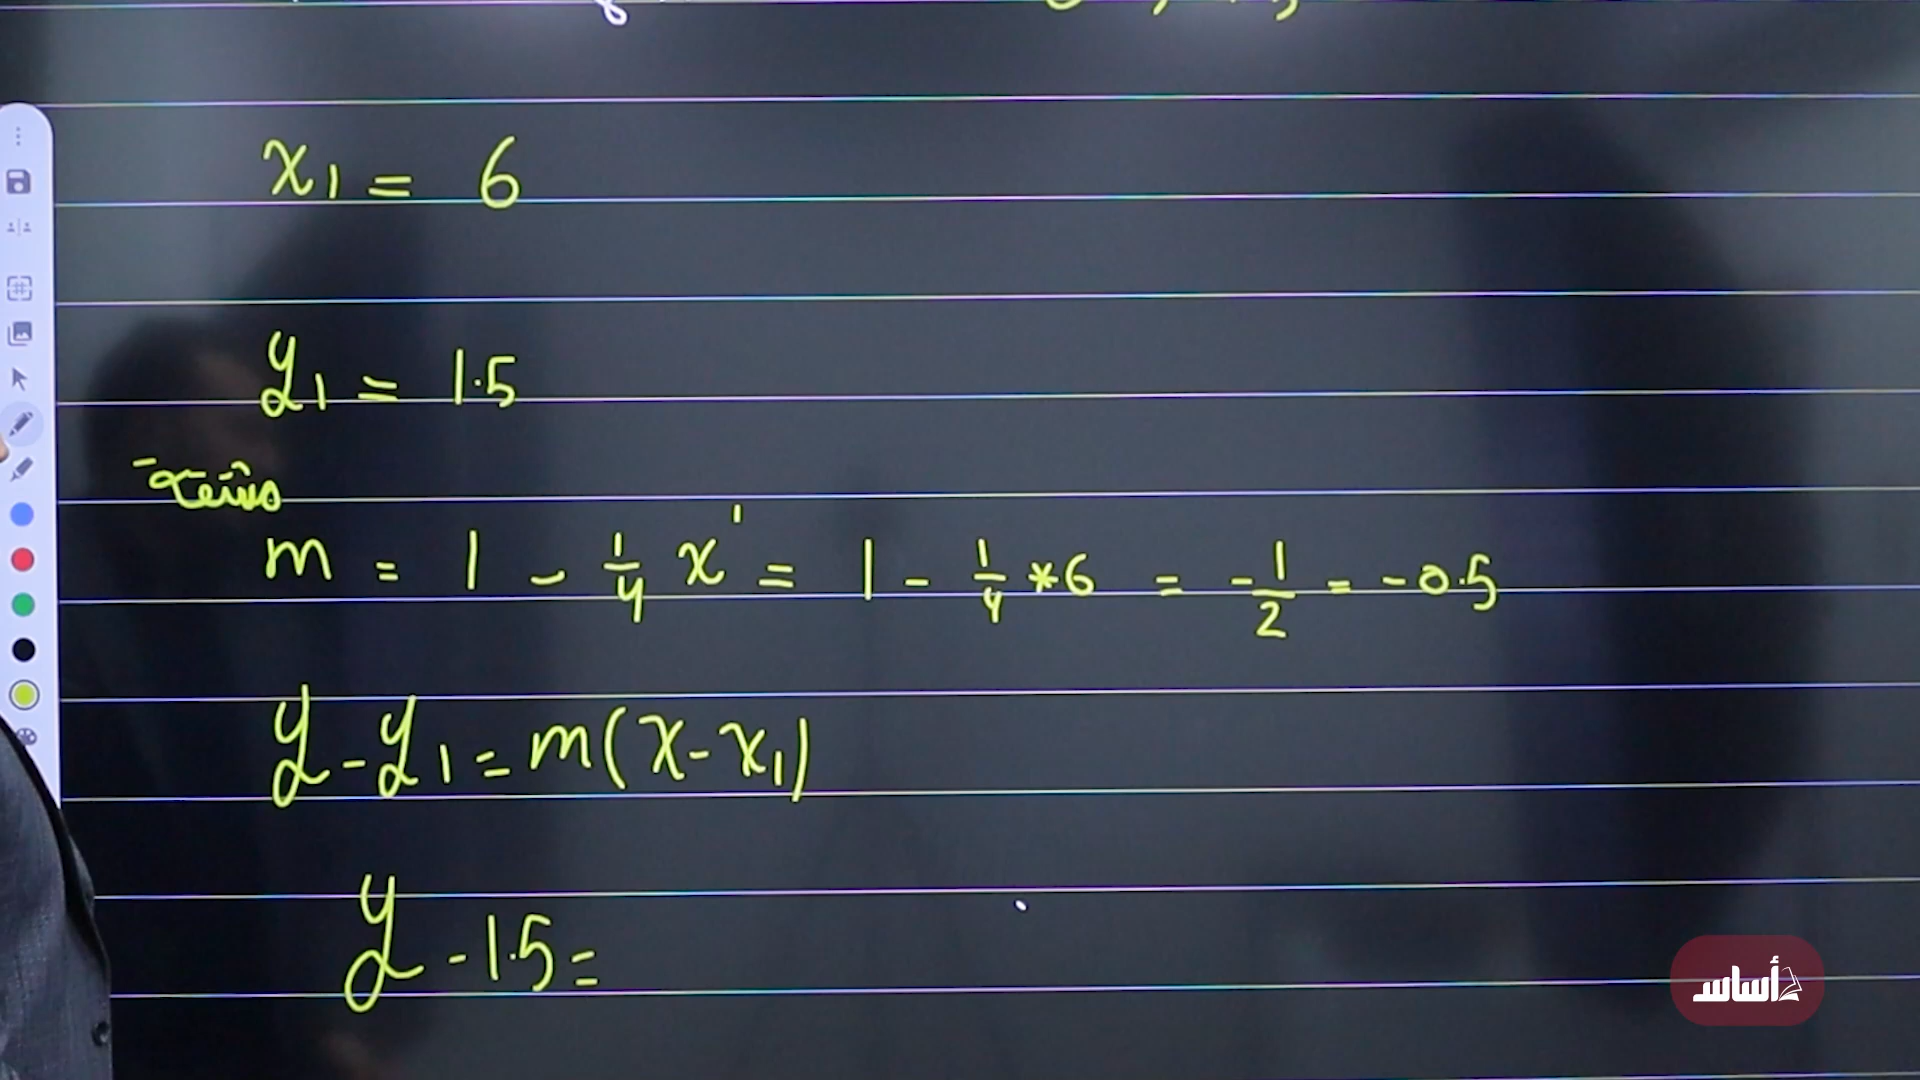 x₁ = 6
y₁ = 1.5
m = 1 - 1/4 x¹ = 1 - 1/4 * 6 = -1/2 = -0.5
y - y₁ = m(x - x₁)
y - 1.5 =
أساس